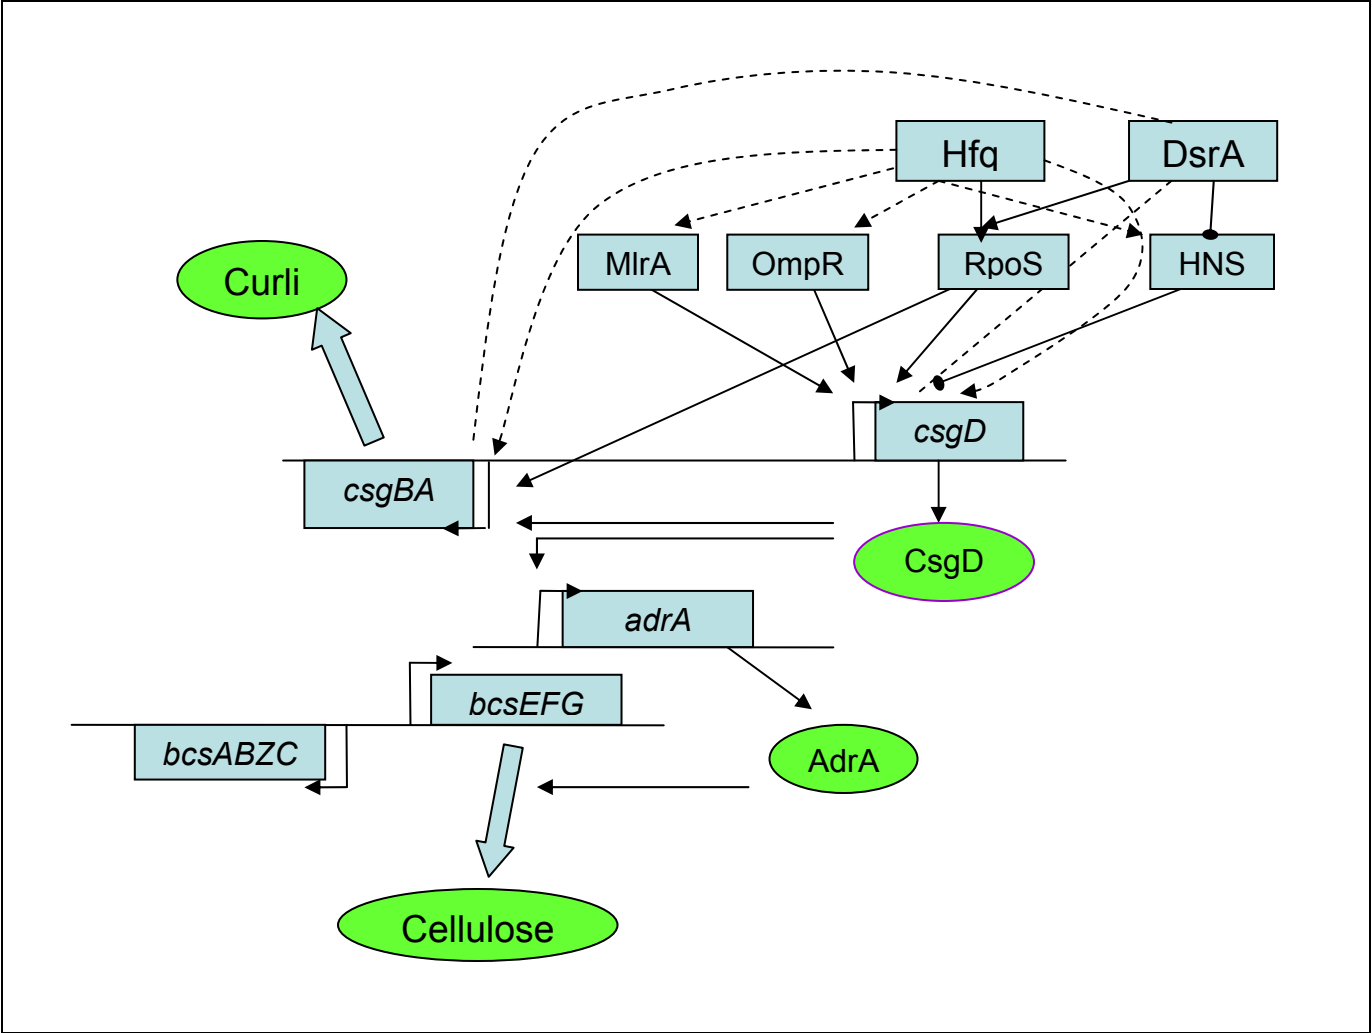 Hfq
DsrA
MlrA
OmpR
RpoS
HNS
Curli
csgD
csgBA
CsgD
adrA
bcsEFG
bcsABZC
AdrA
Cellulose